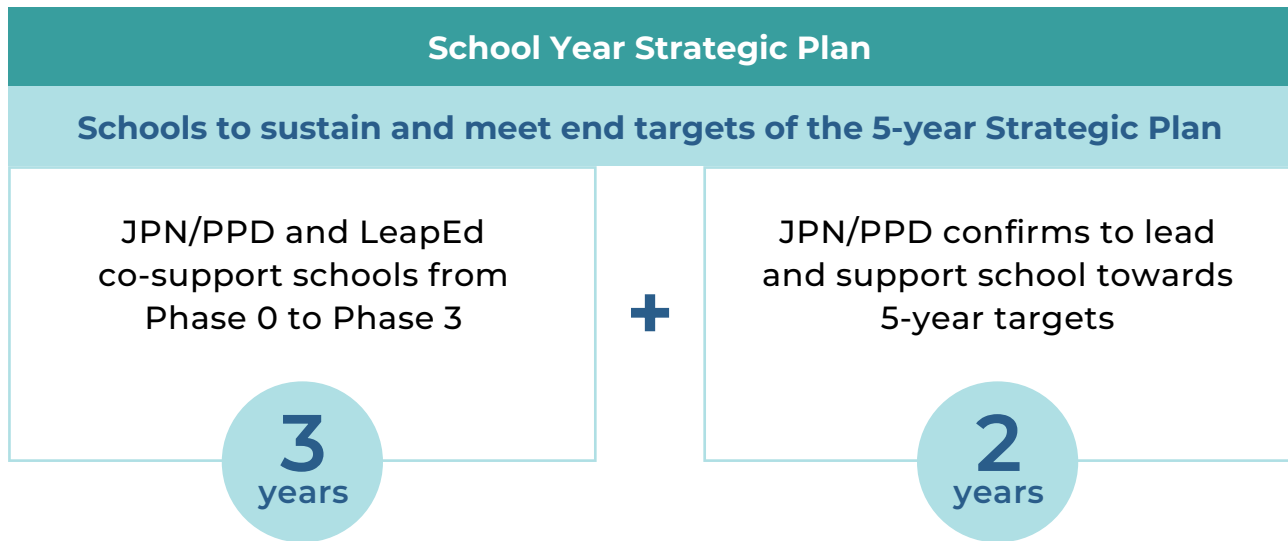 School Year Strategic Plan
Schools to sustain and meet end targets of the 5-year Strategic Plan
JPN/PPD and LeapEd
co-support schools from
Phase 0 to Phase 3
3
years
+
JPN/PPD confirms to lead
and support school towards
5-year targets
2
years